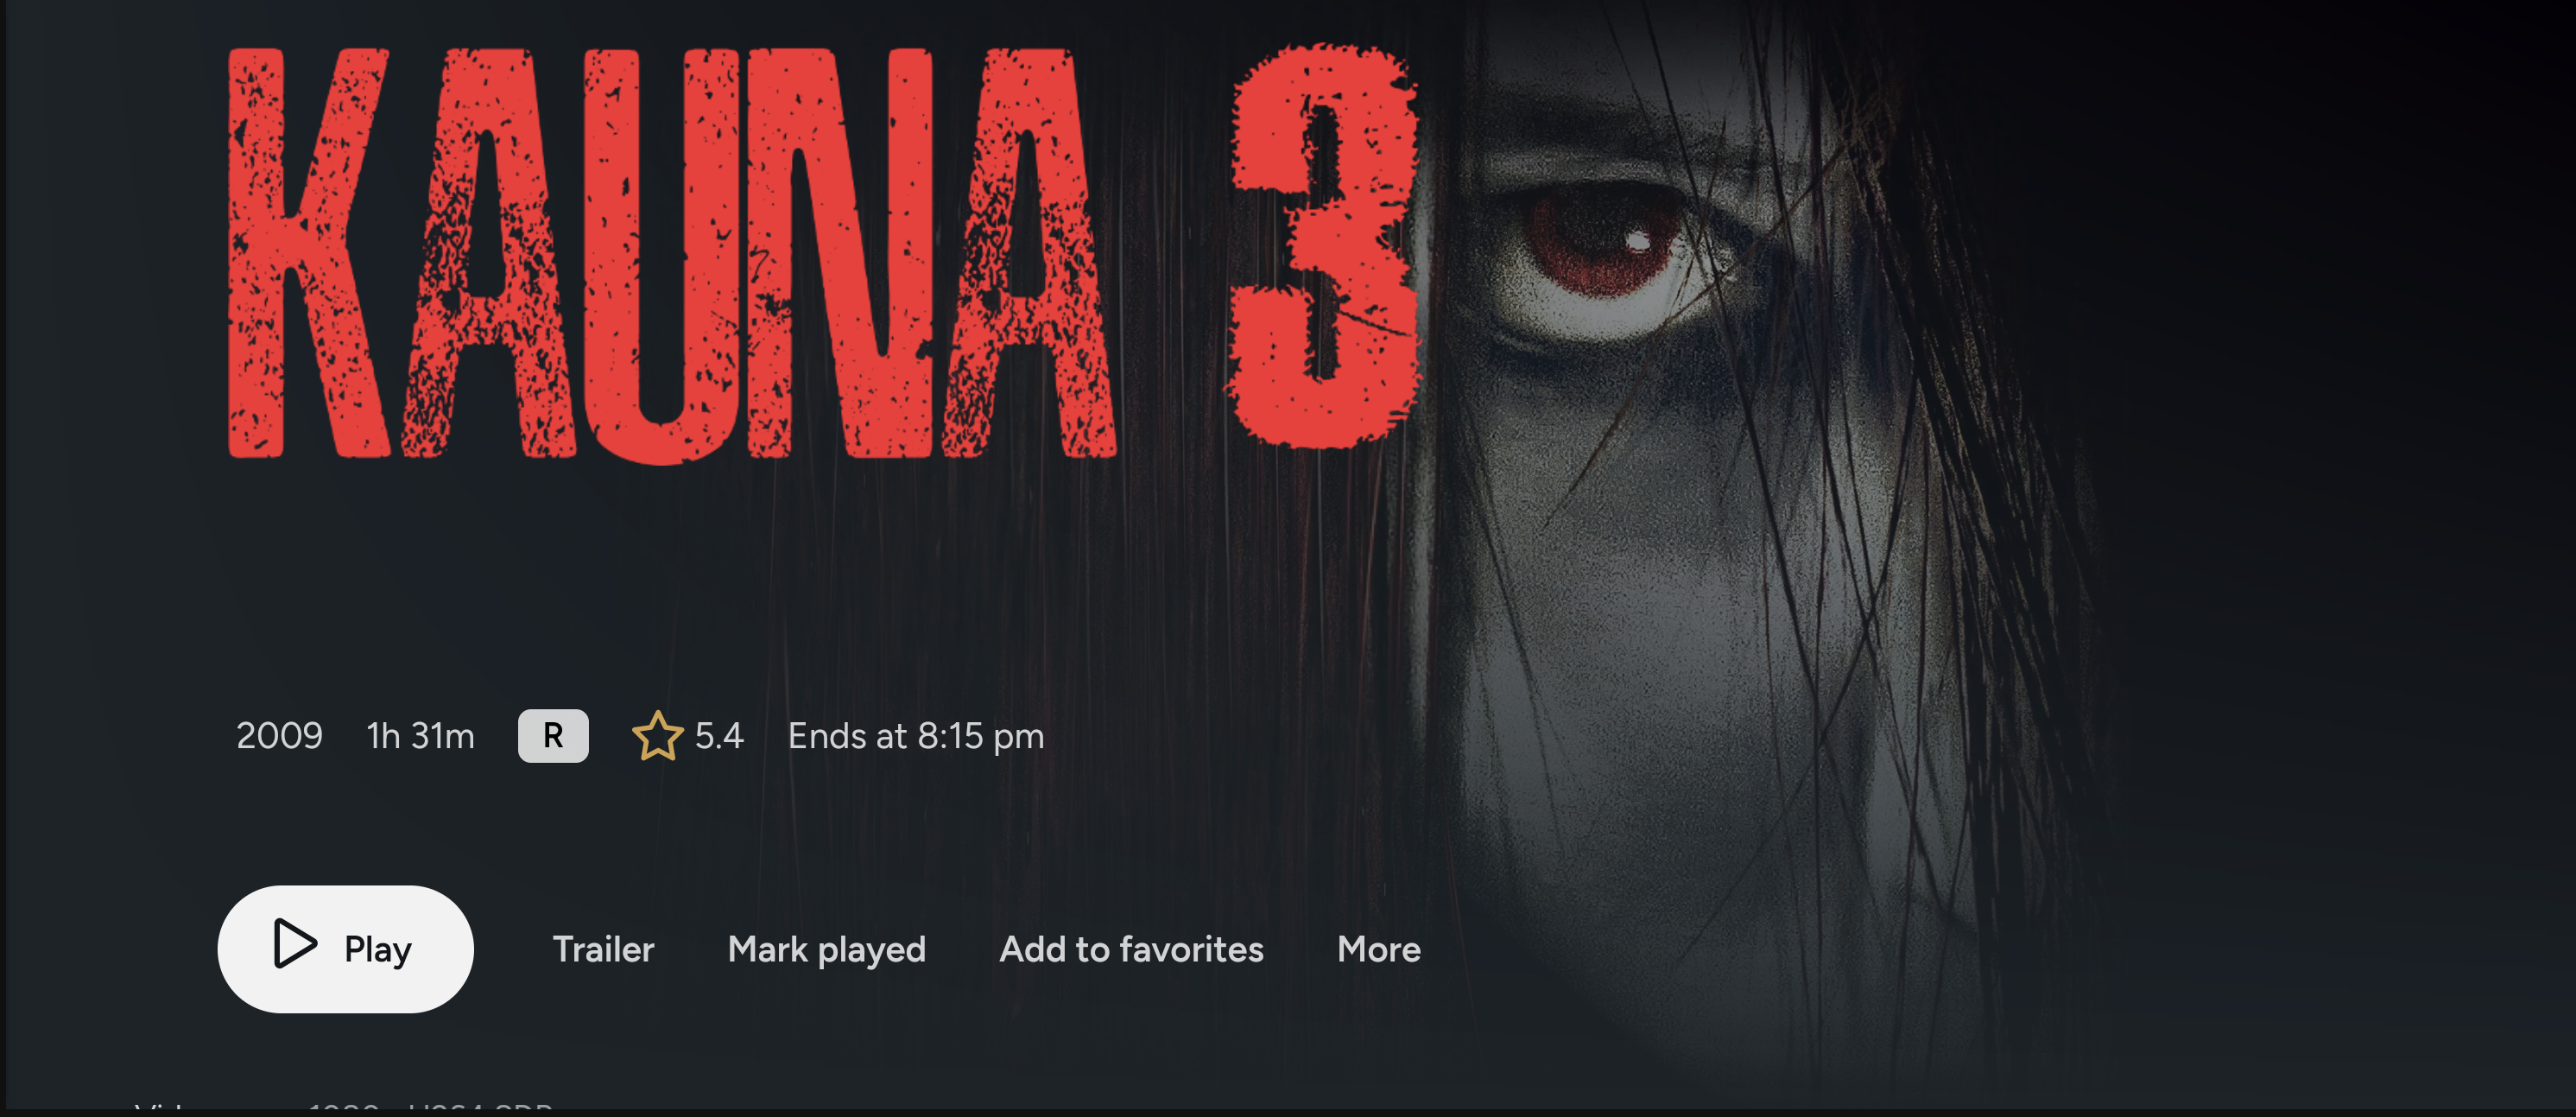 KAUNA 3
2009 1h 31m R 5.4 Ends at 8:15 pm
Play Trailer Mark played Add to favorites More